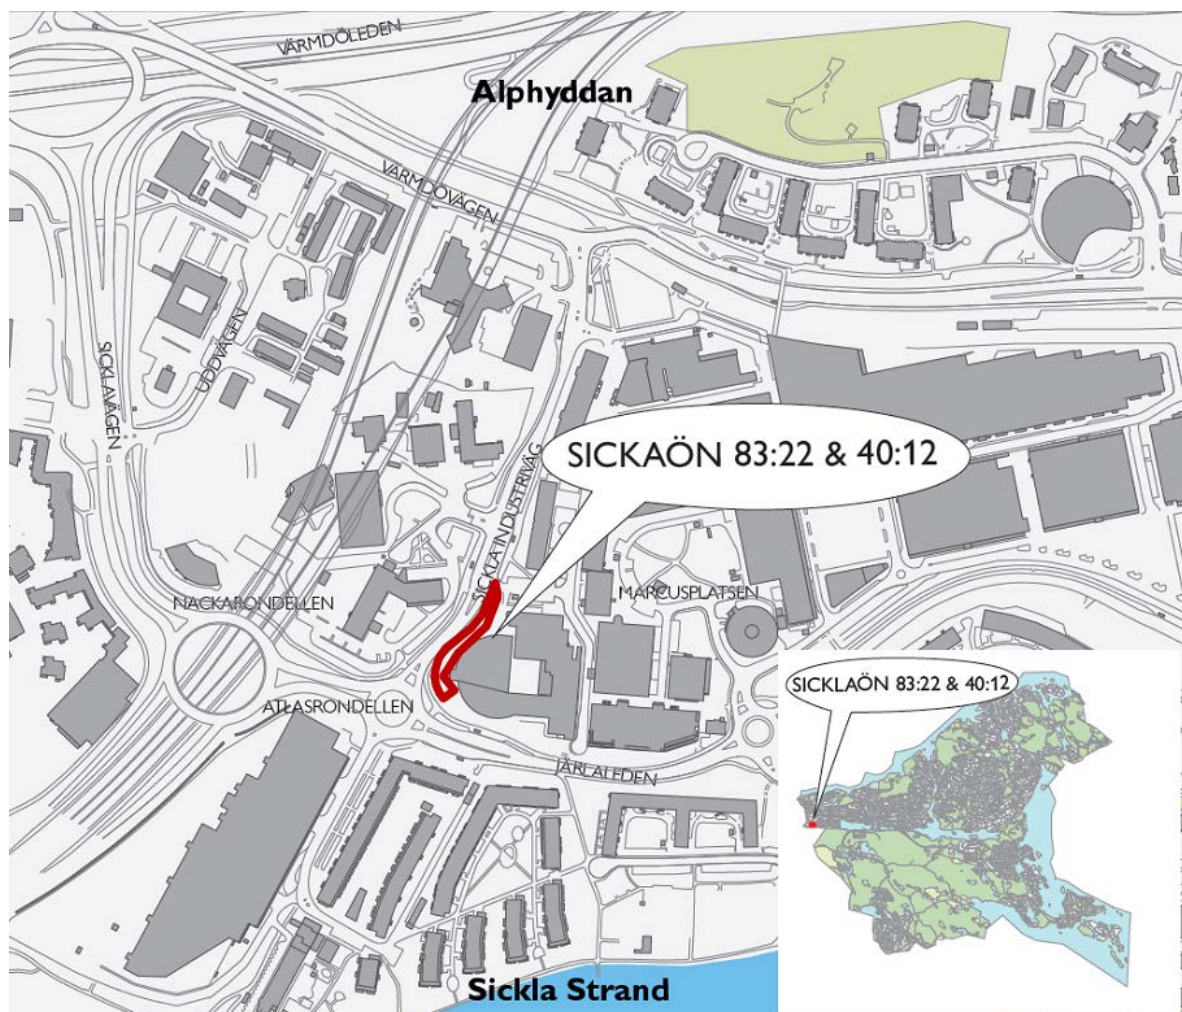 VÄRMDÖLEDEN
Alphyddan
VÄRMDÖVÄGEN
UDDVÄGEN
SICKLAVÄGEN
SICKAÖN 83:22 & 40:12
SICKLA INDUSTRIVÄG
MARCUSPLATSEN
NACKARONDELLEN
ATLASRONDELLEN
JÄRLALEDEN
SICKLAÖN 83:22 & 40:12
Sickla Strand